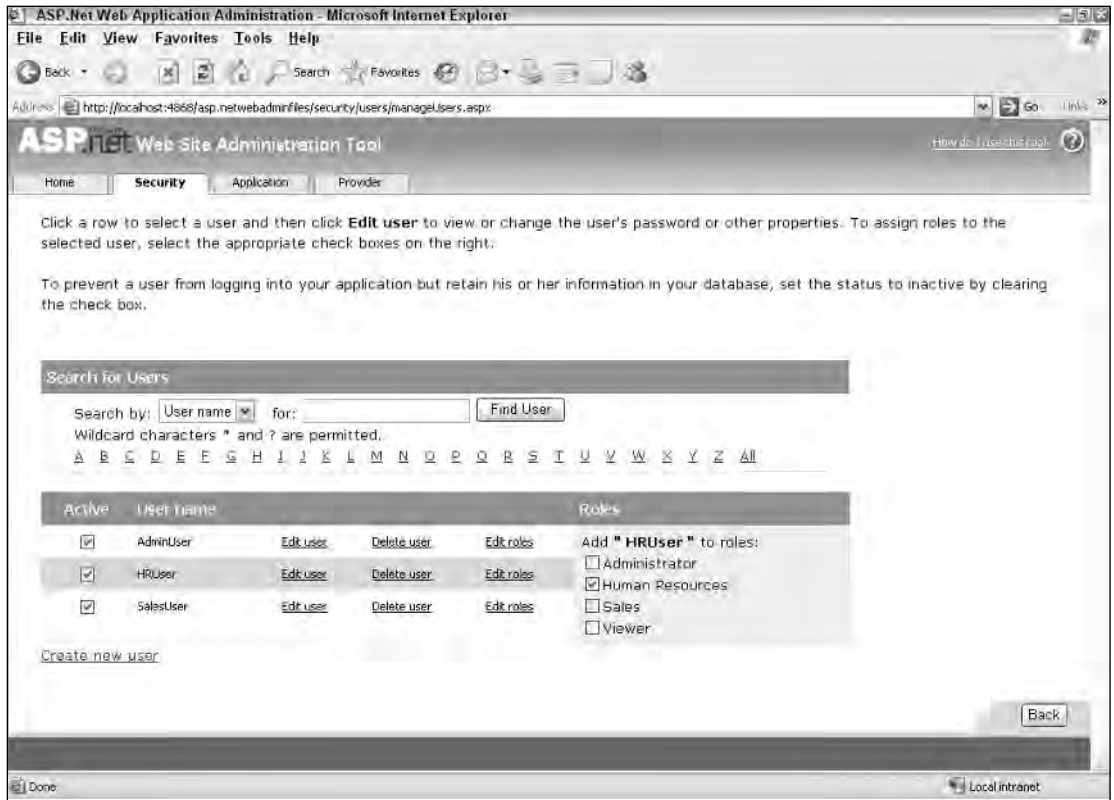 ASP.Net Web Application Administration - Microsoft Internet Explorer
File Edit View Favorites Tools Help
Back Search Favorites
Address http://localhost:4868/asp.netwebadminfiles/security/users/manageUsers.aspx Go Links »
ASP.net Web Site Administration Tool How do I use this tool? ?
Home Security Application Provider
Click a row to select a user and then click Edit user to view or change the user's password or other properties. To assign roles to the
selected user, select the appropriate check boxes on the right.
To prevent a user from logging into your application but retain his or her information in your database, set the status to inactive by clearing
the check box.
Search for Users
Search by: User name for: Find User
Wildcard characters * and ? are permitted.
A B C D E F G H I J K L M N O P Q R S T U V W X Y Z All
Active User name Roles
AdminUser Edit user Delete user Edit roles Add " HRUser " to roles:
Administrator
HRUser Edit user Delete user Edit roles Human Resources
SalesUser Edit user Delete user Edit roles Sales
Viewer
Create new user
Back
Done Local intranet